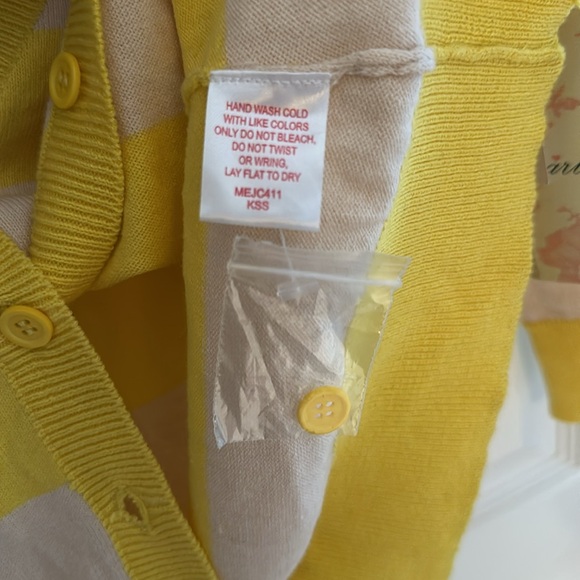 HAND WASH COLD
WITH LIKE COLORS
ONLY DO NOT BLEACH,
DO NOT TWIST
OR WRING,
LAY FLAT TO DRY
MEJC411
KSS